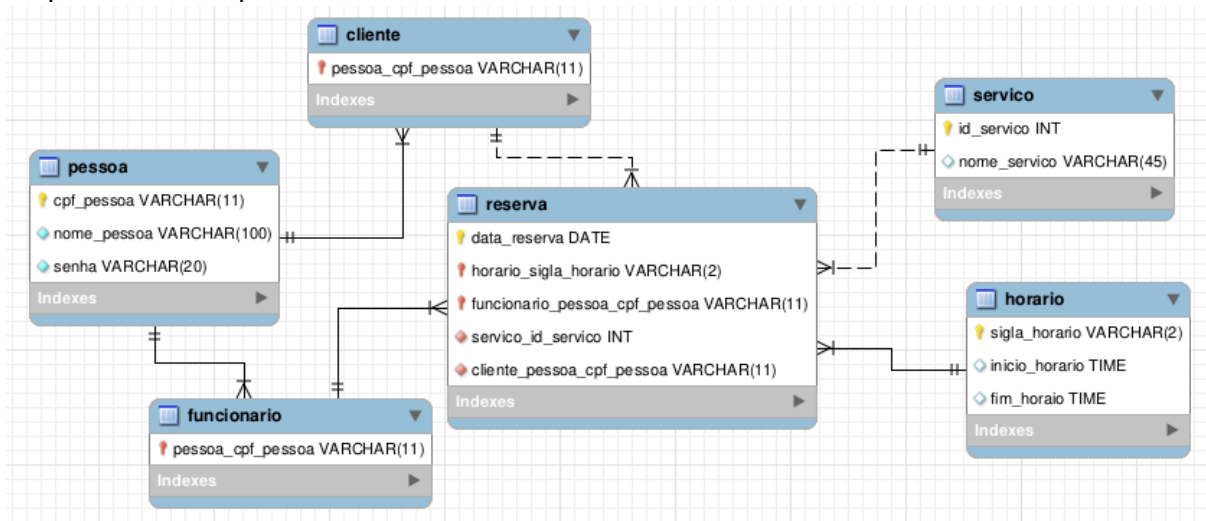 cliente
pessoa_cpf_pessoa VARCHAR(11)
Indexes
servico
id_servico INT
nome_servico VARCHAR(45)
Indexes
pessoa
cpf_pessoa VARCHAR(11)
nome_pessoa VARCHAR(100)
senha VARCHAR(20)
Indexes
reserva
data_reserva DATE
horario_sigla_horario VARCHAR(2)
funcionario_pessoa_cpf_pessoa VARCHAR(11)
servico_id_servico INT
cliente_pessoa_cpf_pessoa VARCHAR(11)
Indexes
horario
sigla_horario VARCHAR(2)
inicio_horario TIME
fim_horaio TIME
Indexes
funcionario
pessoa_cpf_pessoa VARCHAR(11)
Indexes